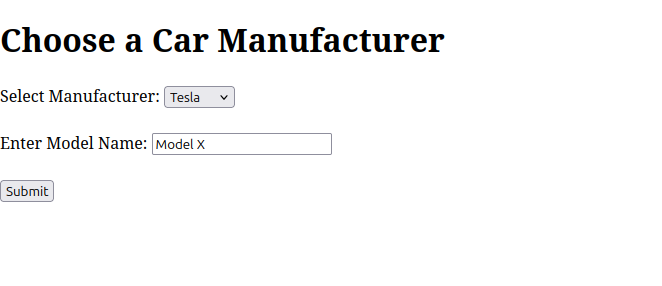 Choose a Car Manufacturer
Select Manufacturer: Tesla
Enter Model Name: Model X
Submit